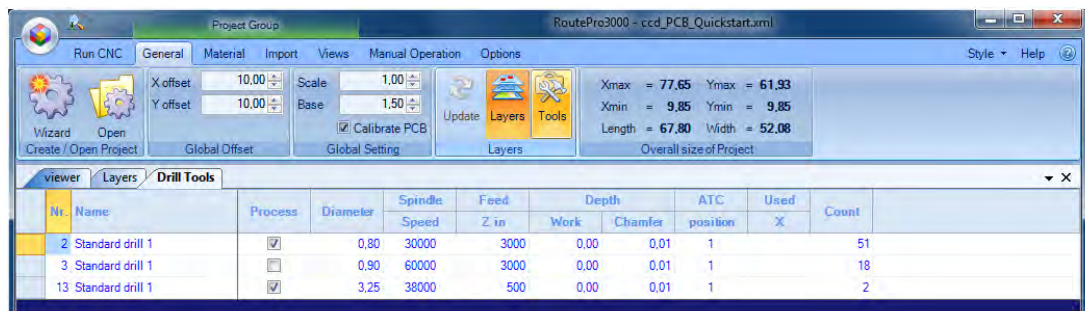 Project Group RoutePro3000 - ccd_PCB_Quickstart.xml
Run CNC General Material Import Views Manual Operation Options Style Help
X offset 10,00 Scale 1,00 Xmax = 77,65 Ymax = 61,93
Y offset 10,00 Base 1,50 Xmin = 9,85 Ymin = 9,85
Wizard Open Calibrate PCB Update Layers Tools Length = 67,80 Width = 52,08
Create / Open Project Global Offset Global Setting Layers Overall size of Project
viewer Layers Drill Tools
Nr. Name Process Diameter Spindle Feed Depth ATC Used Count
Speed Z in Work Chamfer position X
2 Standard drill 1 0,80 30000 3000 0,00 0,01 1 51
3 Standard drill 1 0,90 60000 3000 0,00 0,01 1 18
13 Standard drill 1 3,25 38000 500 0,00 0,01 1 2